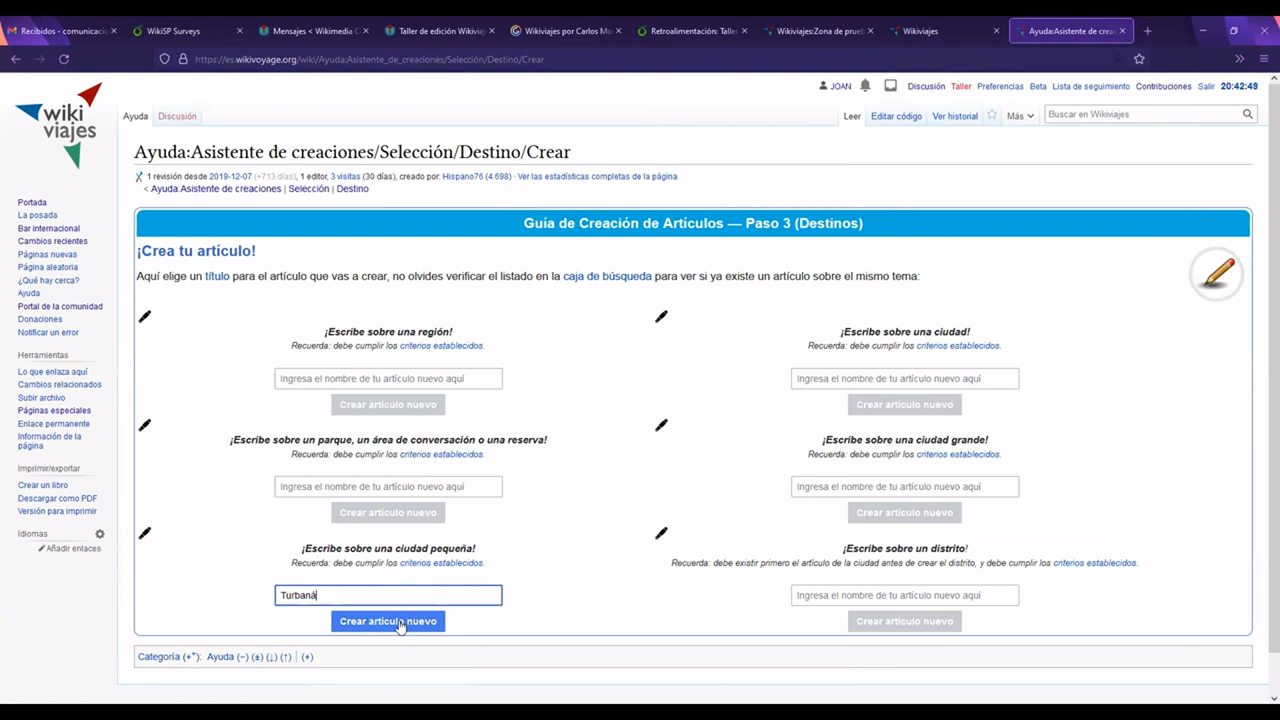 Recibidos - comunicacio
WikiSP Surveys
Mensajes < Wikimedia C
Taller de edición Wikiviaj
Wikiviajes por Carlos Mo
Retroalimentación: Taller
Wikiviajes:Zona de prueb
Wikiviajes
Ayuda:Asistente de creac
https://es.wikivoyage.org/wiki/Ayuda:Asistente_de_creaciones/Selección/Destino/Crear
JOAN Discusión Taller Preferencias Beta Lista de seguimiento Contribuciones Salir 20:42:49
wiki
viajes
Ayuda Discusión
Leer Editar código Ver historial Más
Buscar en Wikiviajes
Ayuda:Asistente de creaciones/Selección/Destino/Crear
1 revisión desde 2019-12-07 (+713 días), 1 editor, 3 visitas (30 días), creado por: Hispano76 (4.698) · Ver las estadísticas completas de la página
< Ayuda:Asistente de creaciones | Selección | Destino
Portada
La posada
Bar internacional
Cambios recientes
Páginas nuevas
Página aleatoria
¿Qué hay cerca?
Ayuda
Portal de la comunidad
Donaciones
Notificar un error
Herramientas
Lo que enlaza aquí
Cambios relacionados
Subir archivo
Páginas especiales
Enlace permanente
Información de la
página
Imprimir/exportar
Crear un libro
Descargar como PDF
Versión para imprimir
Idiomas
Añadir enlaces
Guía de Creación de Artículos — Paso 3 (Destinos)
¡Crea tu artículo!
Aquí elige un título para el artículo que vas a crear, no olvides verificar el listado en la caja de búsqueda para ver si ya existe un artículo sobre el mismo tema:
¡Escribe sobre una región!
Recuerda: debe cumplir los criterios establecidos.
Ingresa el nombre de tu artículo nuevo aquí
Crear artículo nuevo
¡Escribe sobre una ciudad!
Recuerda: debe cumplir los criterios establecidos.
Ingresa el nombre de tu artículo nuevo aquí
Crear artículo nuevo
¡Escribe sobre un parque, un área de conversación o una reserva!
Recuerda: debe cumplir los criterios establecidos.
Ingresa el nombre de tu artículo nuevo aquí
Crear artículo nuevo
¡Escribe sobre una ciudad grande!
Recuerda: debe cumplir los criterios establecidos.
Ingresa el nombre de tu artículo nuevo aquí
Crear artículo nuevo
¡Escribe sobre una ciudad pequeña!
Recuerda: debe cumplir los criterios establecidos.
Turbaná
Crear artículo nuevo
¡Escribe sobre un distrito!
Recuerda: debe existir primero el artículo de la ciudad antes de crear el distrito, y debe cumplir los criterios establecidos.
Ingresa el nombre de tu artículo nuevo aquí
Crear artículo nuevo
Categoría (+⁺): Ayuda (−) (±) (↓) (↑) | (+)